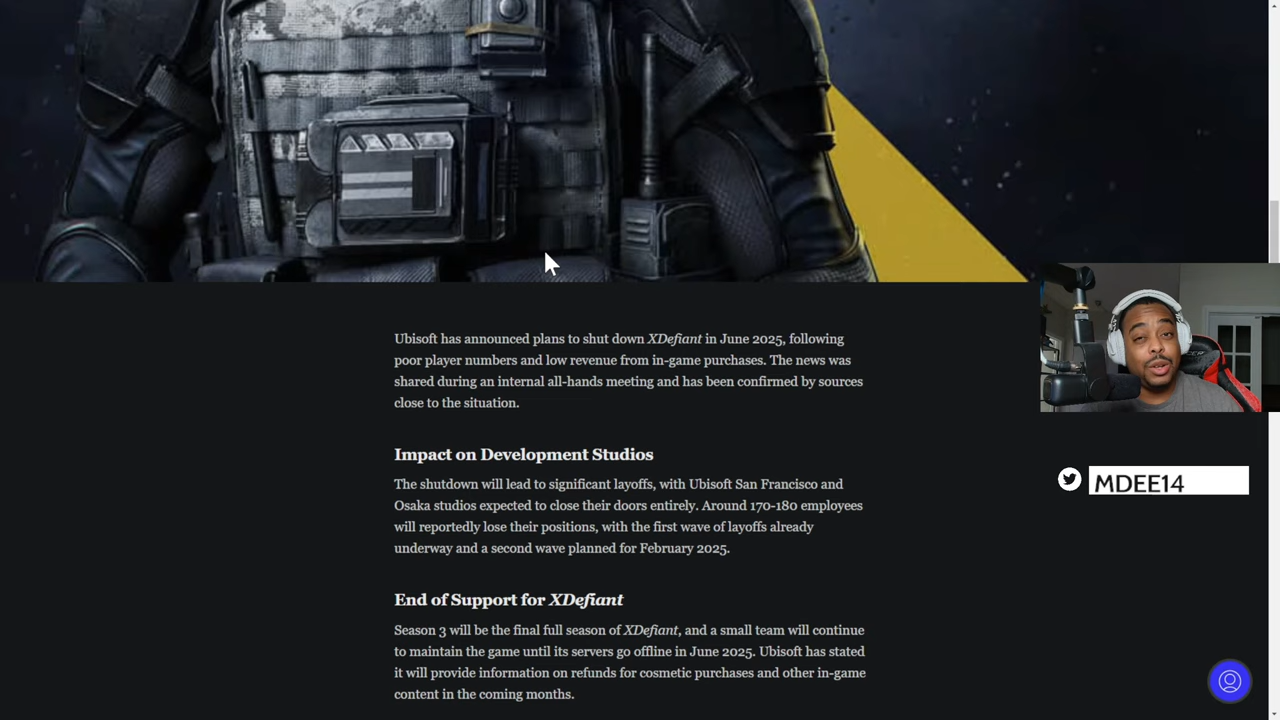 Ubisoft has announced plans to shut down XDefiant in June 2025, following
poor player numbers and low revenue from in-game purchases. The news was
shared during an internal all-hands meeting and has been confirmed by sources
close to the situation.
Impact on Development Studios
The shutdown will lead to significant layoffs, with Ubisoft San Francisco and
Osaka studios expected to close their doors entirely. Around 170-180 employees
will reportedly lose their positions, with the first wave of layoffs already
underway and a second wave planned for February 2025.
End of Support for XDefiant
Season 3 will be the final full season of XDefiant, and a small team will continue
to maintain the game until its servers go offline in June 2025. Ubisoft has stated
it will provide information on refunds for cosmetic purchases and other in-game
content in the coming months.
MDEE14